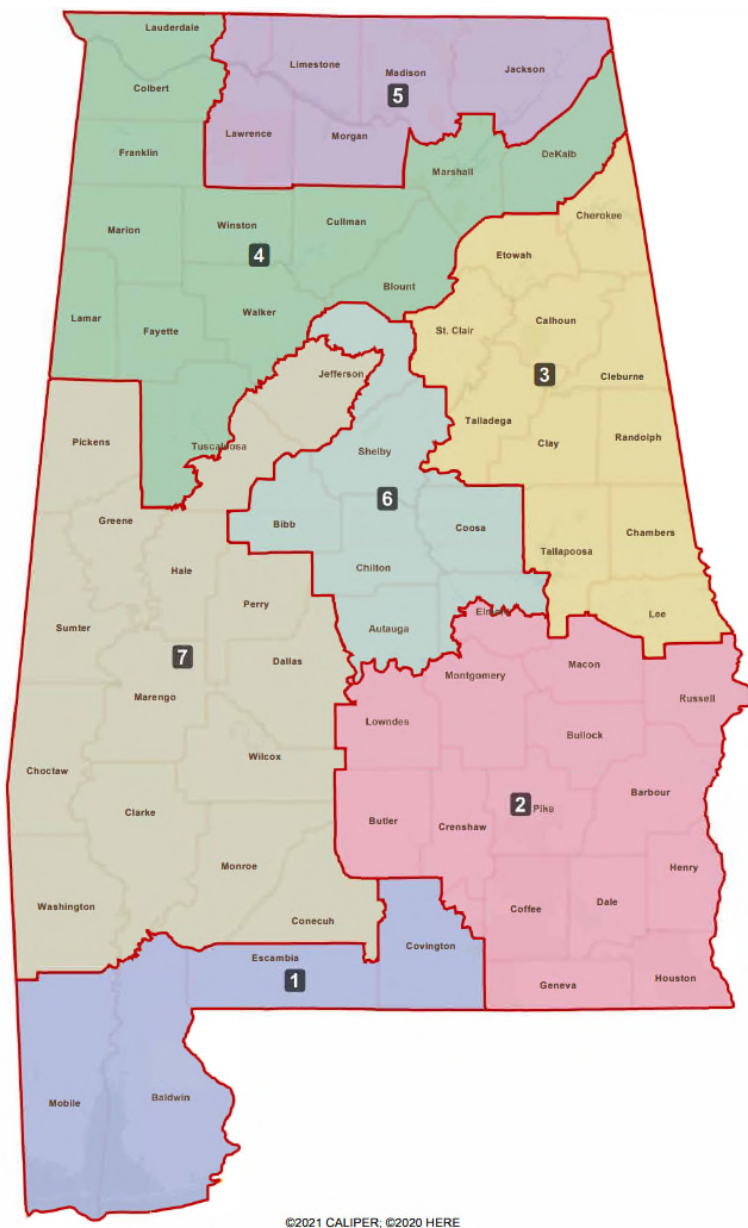 Lauderdale
Limestone
Madison
Jackson
Colbert
5
Lawrence
Morgan
Franklin
DeKalb
Marshall
Cherokee
Marion
Winston
Cullman
Etowah
4
Blount
Lamar
Fayette
Walker
St. Clair
Calhoun
Jefferson
3
Cleburne
Talladega
Pickens
Tuscaloosa
Shelby
Clay
Randolph
6
Greene
Bibb
Coosa
Chambers
Hale
Chilton
Tallapoosa
Perry
Elmore
Lee
Sumter
Autauga
7
Dallas
Macon
Montgomery
Marengo
Russell
Lowndes
Bullock
Wilcox
Choctaw
Barbour
Clarke
2
Pike
Butler
Crenshaw
Monroe
Henry
Washington
Coffee
Dale
Conecuh
Covington
Escambia
1
Geneva
Houston
Mobile
Baldwin
©2021 CALIPER; ©2020 HERE